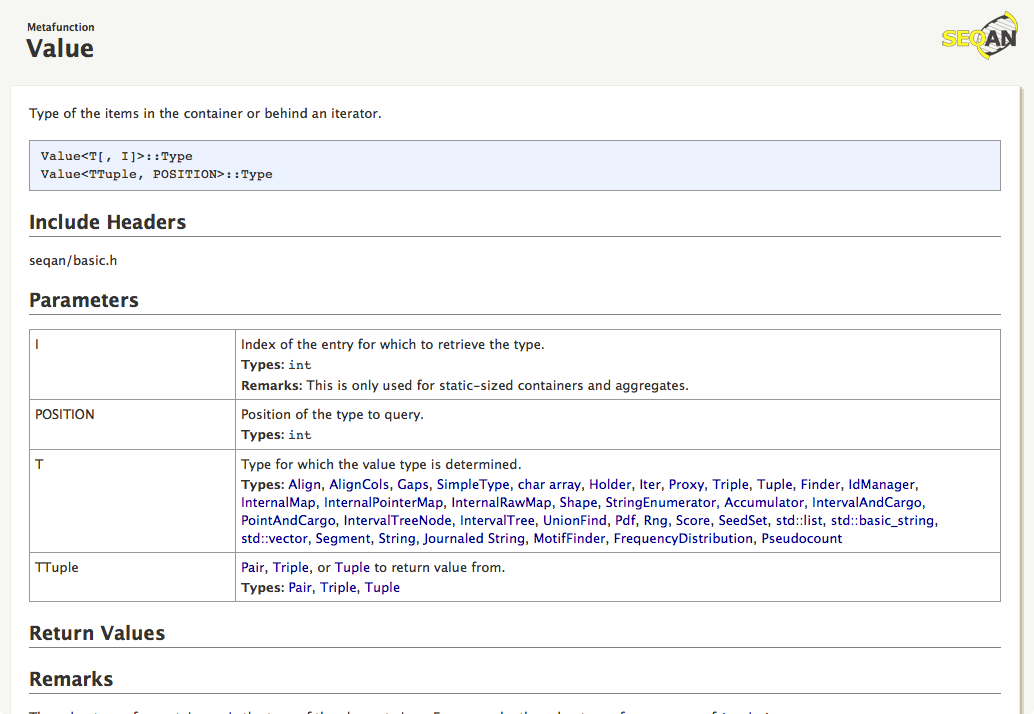 Metafunction
Value
SEQAN
Type of the items in the container or behind an iterator.
Value<T[, I]>::Type
Value<TTuple, POSITION>::Type
Include Headers
seqan/basic.h
Parameters
I
Index of the entry for which to retrieve the type.
Types: int
Remarks: This is only used for static-sized containers and aggregates.
POSITION
Position of the type to query.
Types: int
T
Type for which the value type is determined.
Types: Align, AlignCols, Gaps, SimpleType, char array, Holder, Iter, Proxy, Triple, Tuple, Finder, IdManager,
InternalMap, InternalPointerMap, InternalRawMap, Shape, StringEnumerator, Accumulator, IntervalAndCargo,
PointAndCargo, IntervalTreeNode, IntervalTree, UnionFind, Pdf, Rng, Score, SeedSet, std::list, std::basic_string,
std::vector, Segment, String, Journaled String, MotifFinder, FrequencyDistribution, Pseudocount
TTuple
Pair, Triple, or Tuple to return value from.
Types: Pair, Triple, Tuple
Return Values
Remarks